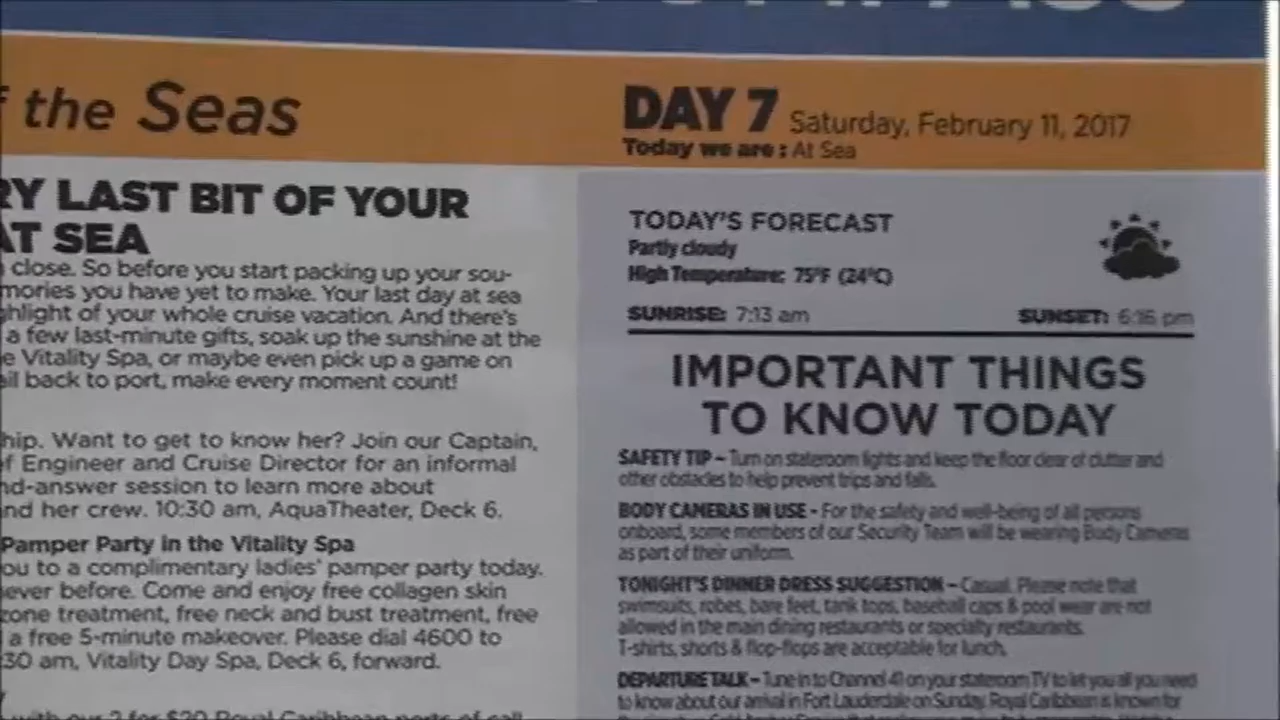 f the Seas
DAY 7 Saturday, February 11, 2017
Today we are : At Sea
RY LAST BIT OF YOUR
AT SEA
close. So before you start packing up your sou-
mories you have yet to make. Your last day at sea
ghlight of your whole cruise vacation. And there's
a few last-minute gifts, soak up the sunshine at the
e Vitality Spa, or maybe even pick up a game on
ail back to port, make every moment count!
hip. Want to get to know her? Join our Captain,
ef Engineer and Cruise Director for an informal
nd-answer session to learn more about
nd her crew. 10:30 am, AquaTheater, Deck 6.
Pamper Party in the Vitality Spa
ou to a complimentary ladies' pamper party today.
ever before. Come and enjoy free collagen skin
zone treatment, free neck and bust treatment, free
a free 5-minute makeover. Please dial 4600 to
30 am, Vitality Day Spa, Deck 6, forward.
with our 2 for $20 Royal Caribbean ports of call
TODAY'S FORECAST
Partly cloudy
High Temperature: 75°F (24°C)
SUNRISE: 7:13 am SUNSET: 6:16 pm
IMPORTANT THINGS
TO KNOW TODAY
SAFETY TIP – Turn on stateroom lights and keep the floor clear of clutter and
other obstacles to help prevent trips and falls.
BODY CAMERAS IN USE - For the safety and well-being of all persons
onboard, some members of our Security Team will be wearing Body Cameras
as part of their uniform.
TONIGHT'S DINNER DRESS SUGGESTION – Casual. Please note that
swimsuits, robes, bare feet, tank tops, baseball caps & pool wear are not
allowed in the main dining restaurants or specialty restaurants.
T-shirts, shorts & flop-flops are acceptable for lunch.
DEPARTURE TALK – Tune in to Channel 41 on your stateroom TV to let you all you need
to know about our arrival in Fort Lauderdale on Sunday. Royal Caribbean is known for